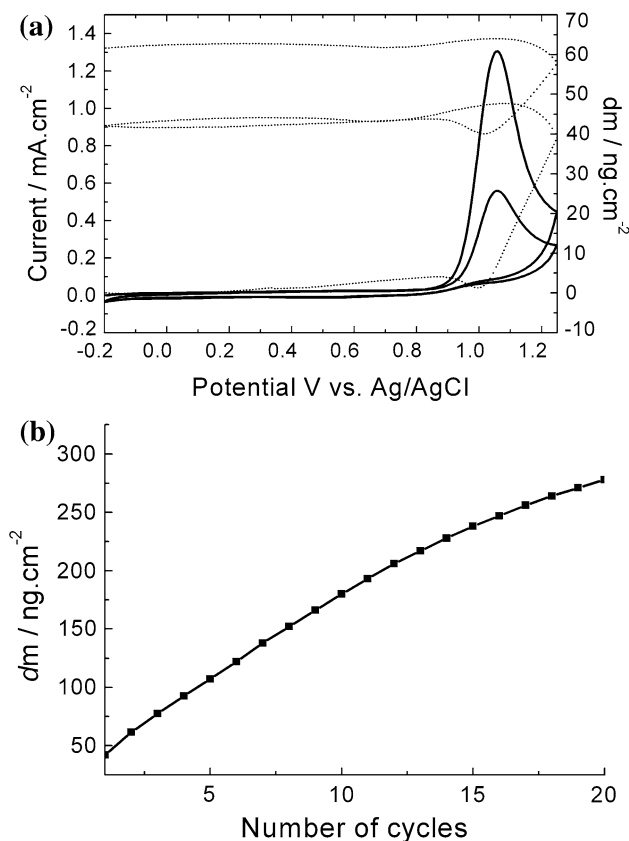 (a)
Current / mA.cm-2
1.4
1.2
1.0
0.8
0.6
0.4
0.2
0.0
-0.2
70
60
50
40
30
20
10
0
-10
dm / ng.cm-2
-0.2 0.0 0.2 0.4 0.6 0.8 1.0 1.2
Potential V vs. Ag/AgCl
(b)
dm / ng.cm-2
300
250
200
150
100
50
5 10 15 20
Number of cycles